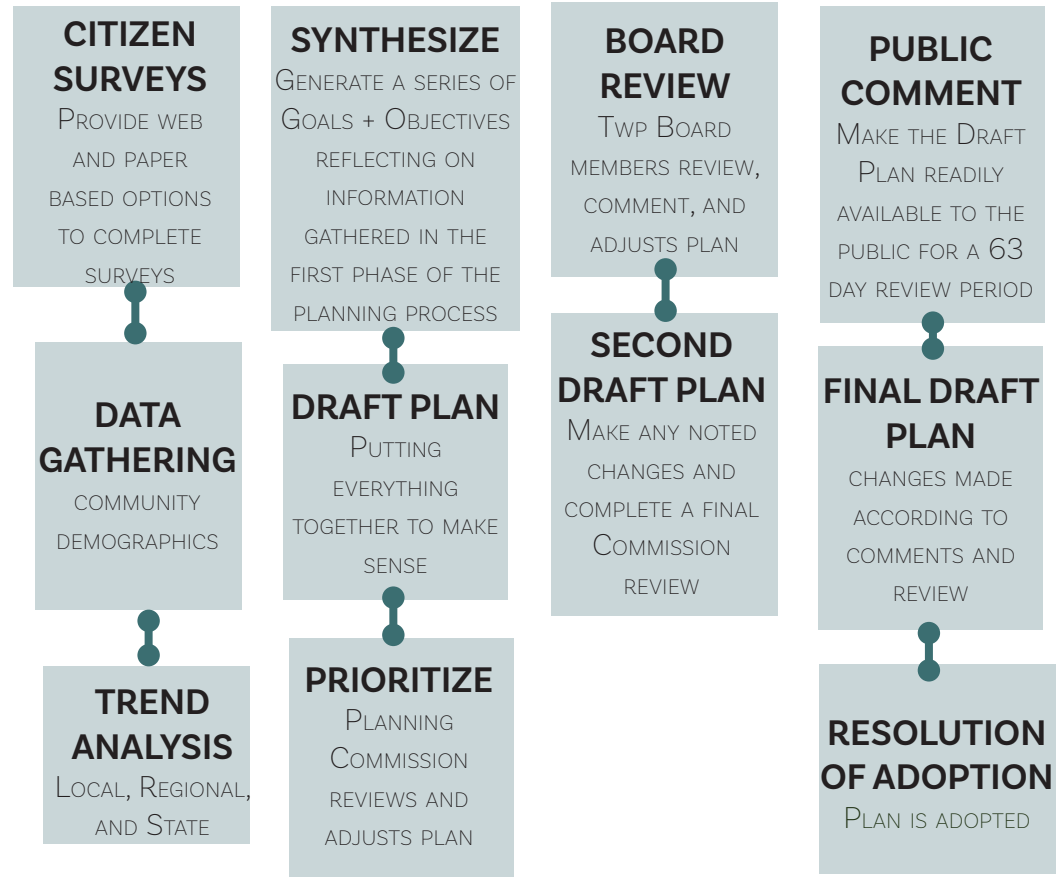 CITIZEN
SURVEYS
Provide web
and paper
based options
to complete
surveys
DATA
GATHERING
community
demographics
TREND
ANALYSIS
Local, Regional,
and State
SYNTHESIZE
Generate a series of
Goals + Objectives
reflecting on
information
gathered in the
first phase of the
planning process
DRAFT PLAN
Putting
everything
together to make
sense
PRIORITIZE
Planning
Commission
reviews and
adjusts plan
BOARD
REVIEW
Twp Board
members review,
comment, and
adjusts plan
SECOND
DRAFT PLAN
Make any noted
changes and
complete a final
Commission
review
PUBLIC
COMMENT
Make the Draft
Plan readily
available to the
public for a 63
day review period
FINAL DRAFT
PLAN
changes made
according to
comments and
review
RESOLUTION
OF ADOPTION
Plan is adopted